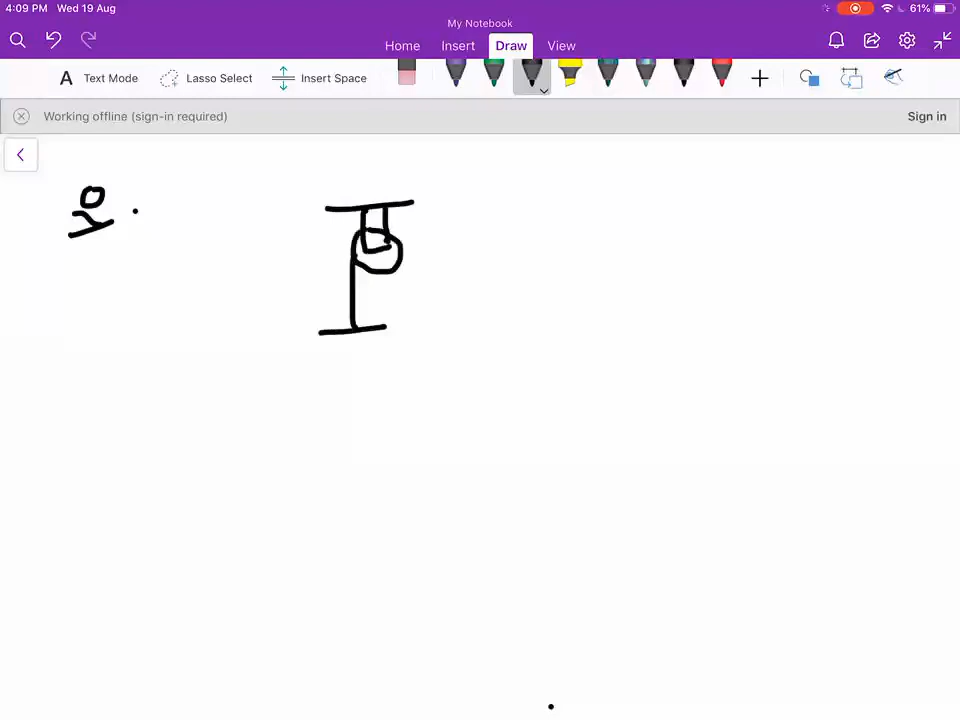 4:09 PM Wed 19 Aug
61%
My Notebook
Home Insert Draw View
A Text Mode Lasso Select Insert Space
Working offline (sign-in required) Sign in